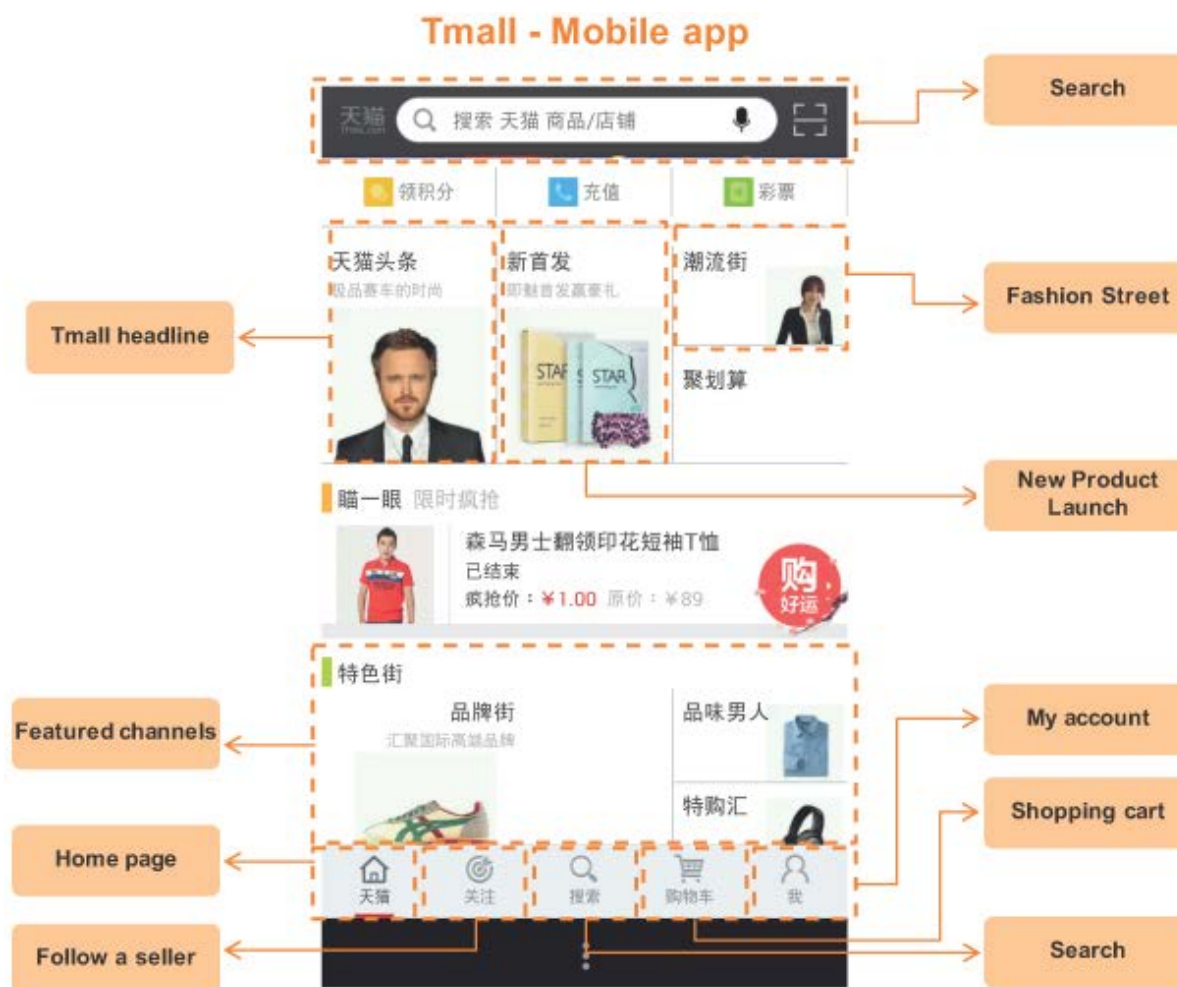 Tmall - Mobile app
Search
天猫
搜索 天猫 商品/店铺
领积分
充值
彩票
天猫头条
极品赛车的时尚
新首发
即魅首发赢豪礼
潮流街
Fashion Street
Tmall headline
STAR
STAR
聚划算
New Product
Launch
瞄一眼 限时疯抢
森马男士翻领印花短袖T恤
已结束
疯抢价：¥1.00 原价：¥89
购
好运
特色街
品牌街
汇聚国际高端品牌
品味男人
特购汇
Featured channels
My account
Shopping cart
Home page
天猫
关注
搜索
购物车
我
Follow a seller
Search